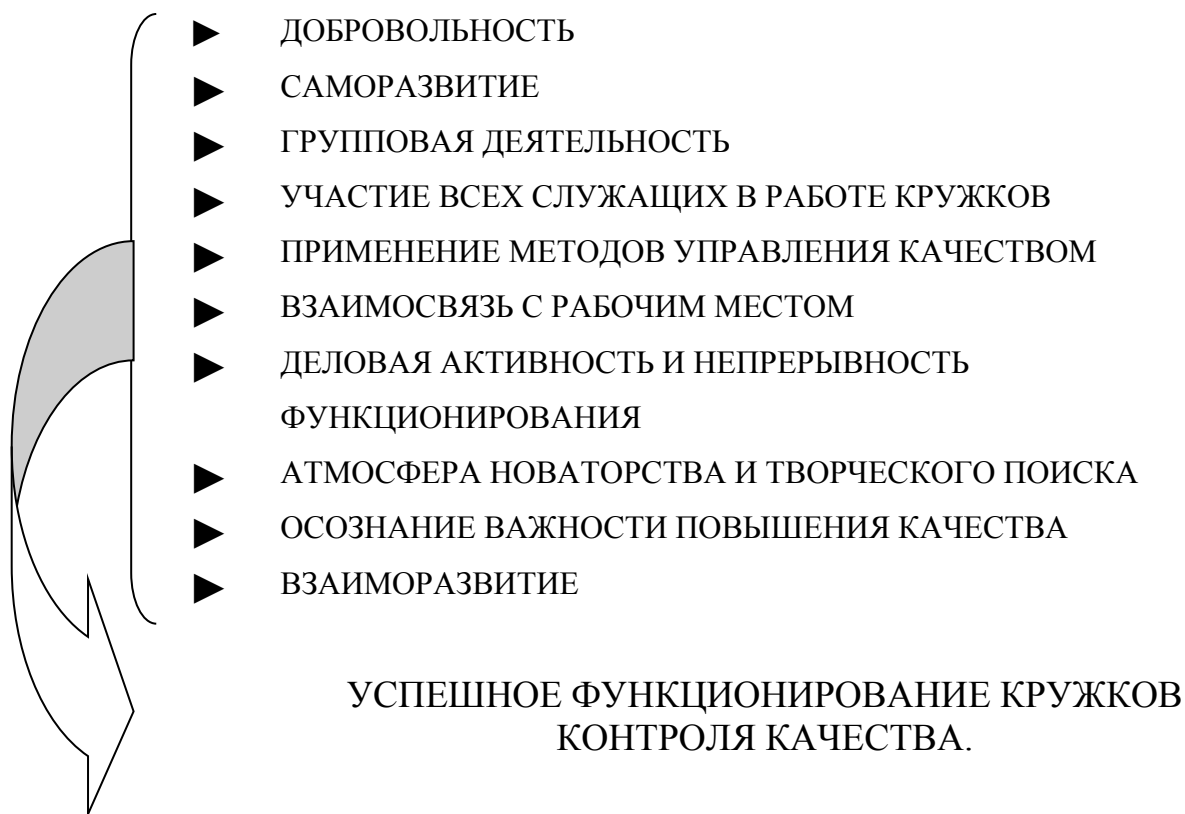 ДОБРОВОЛЬНОСТЬ
САМОРАЗВИТИЕ
ГРУППОВАЯ ДЕЯТЕЛЬНОСТЬ
УЧАСТИЕ ВСЕХ СЛУЖАЩИХ В РАБОТЕ КРУЖКОВ
ПРИМЕНЕНИЕ МЕТОДОВ УПРАВЛЕНИЯ КАЧЕСТВОМ
ВЗАИМОСВЯЗЬ С РАБОЧИМ МЕСТОМ
ДЕЛОВАЯ АКТИВНОСТЬ И НЕПРЕРЫВНОСТЬ
ФУНКЦИОНИРОВАНИЯ
АТМОСФЕРА НОВАТОРСТВА И ТВОРЧЕСКОГО ПОИСКА
ОСОЗНАНИЕ ВАЖНОСТИ ПОВЫШЕНИЯ КАЧЕСТВА
ВЗАИМОРАЗВИТИЕ
УСПЕШНОЕ ФУНКЦИОНИРОВАНИЕ КРУЖКОВ
КОНТРОЛЯ КАЧЕСТВА.